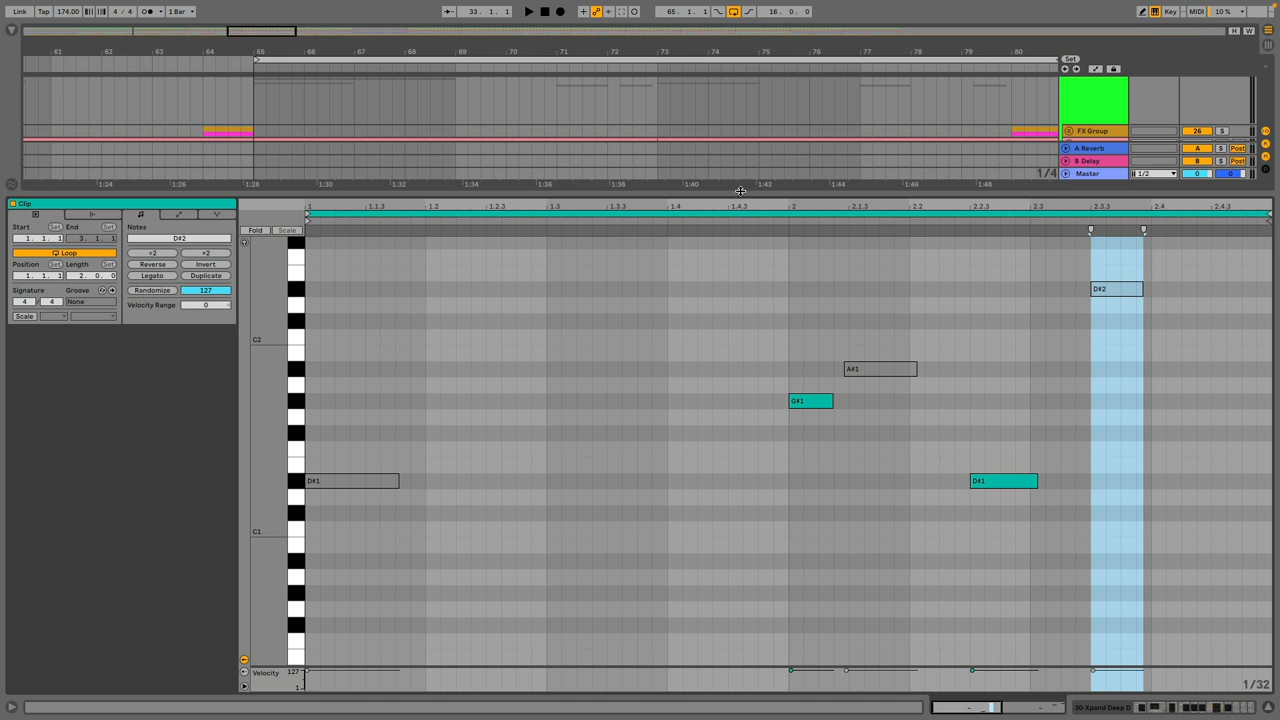 Link Tap 174.00 4 / 4 1 Bar 33. 1. 1 65. 1. 1 16. 0. 0 Key MIDI 10 %
H W
61 62 63 64 65 66 67 68 69 70 71 72 73 74 75 76 77 78 79 80 Set
FX Group 26 S
A Reverb A S Post
B Delay B S Post
1/4 Master 1/2 0 0
1:24 1:26 1:28 1:30 1:32 1:34 1:36 1:38 1:40 1:42 1:44 1:46 1:48
Clip
1 1.1.3 1.2 1.2.3 1.3 1.3.3 1.4 1.4.3 2 2.1.3 2.2 2.2.3 2.3 2.3.3 2.4 2.4.3
Start Set End Set Notes
1. 1. 1 3. 1. 1 D#2
Fold Scale
Loop ÷2 ×2
Position Set Length Set Reverse Invert
1. 1. 1 2. 0. 0 Legato Duplicate
Signature Groove
4 / 4 None Randomize 127
Velocity Range 0
Scale
D#2
C2
A#1
G#1
D#1 D#1
C1
Velocity 127
1
1/32
30-Xpand Deep D